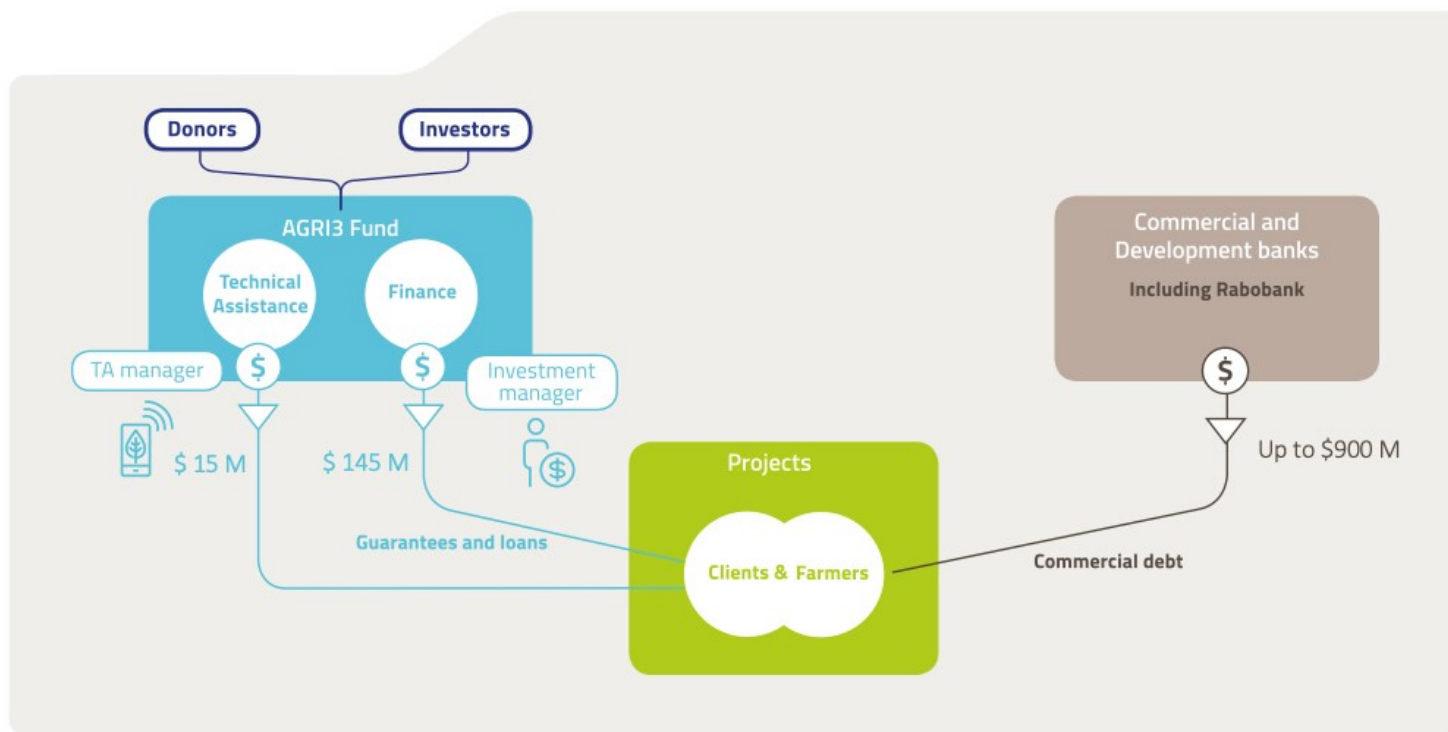 Donors
Investors
AGRI3 Fund
Technical
Assistance
Finance
$
$
TA manager
Investment
manager
$ 15 M
$ 145 M
$
Guarantees and loans
Projects
Clients & Farmers
Commercial and
Development banks
Including Rabobank
$
Up to $900 M
Commercial debt